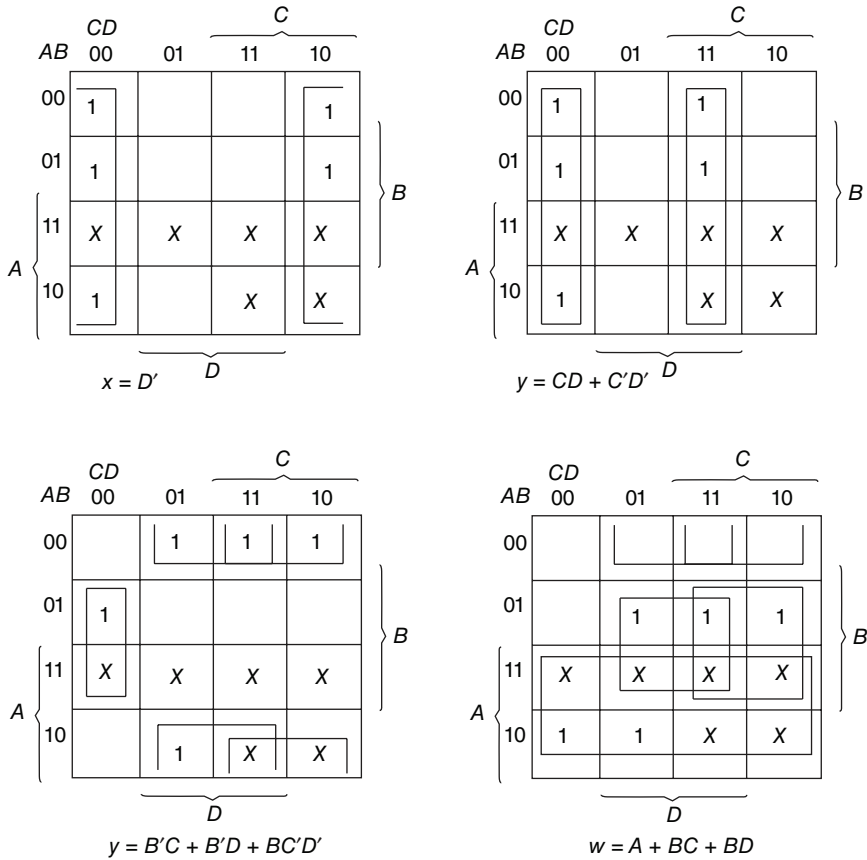 C
CD
AB 00 01 11 10
00 1 1
01 1 1
B
11 X X X X
A
10 1 X X
D
x = D′
C
CD
AB 00 01 11 10
00 1 1
01 1 1
B
11 X X X X
A
10 1 X X
D
y = CD + C′D′
C
CD
AB 00 01 11 10
00 1 1 1
01 1
B
11 X X X X
A
10 1 X X
D
y = B′C + B′D + BC′D′
C
CD
AB 00 01 11 10
00
01 1 1 1
B
11 X X X X
A
10 1 1 X X
D
w = A + BC + BD